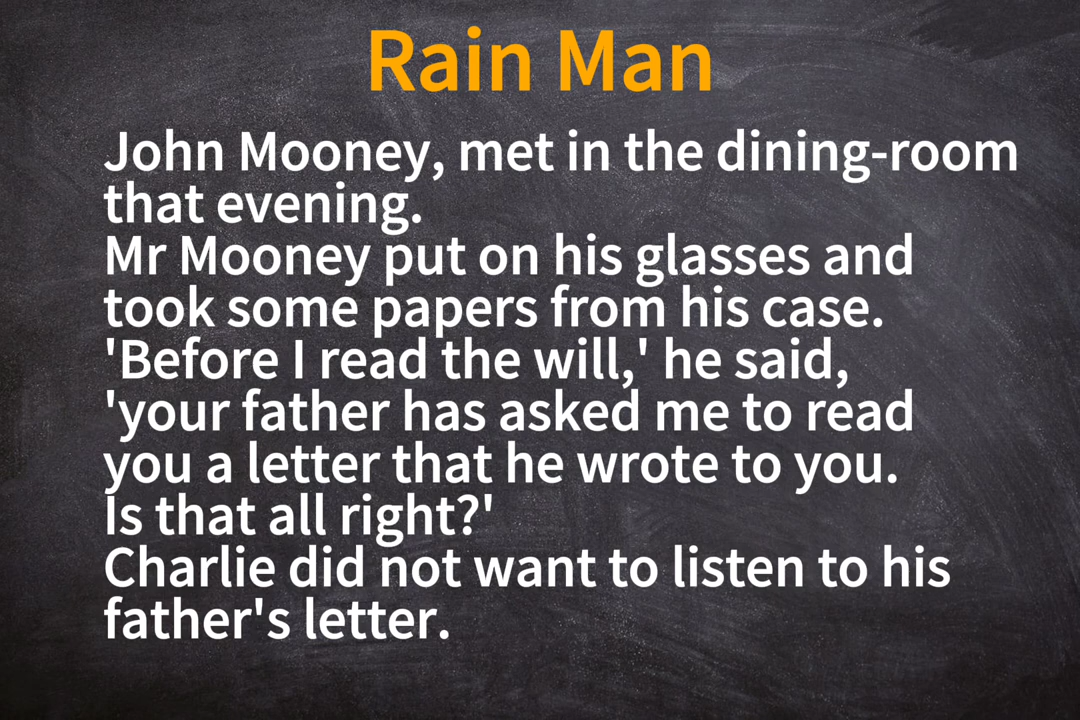 Rain Man
John Mooney, met in the dining-room
that evening.
Mr Mooney put on his glasses and
took some papers from his case.
'Before I read the will,' he said,
'your father has asked me to read
you a letter that he wrote to you.
Is that all right?'
Charlie did not want to listen to his
father's letter.